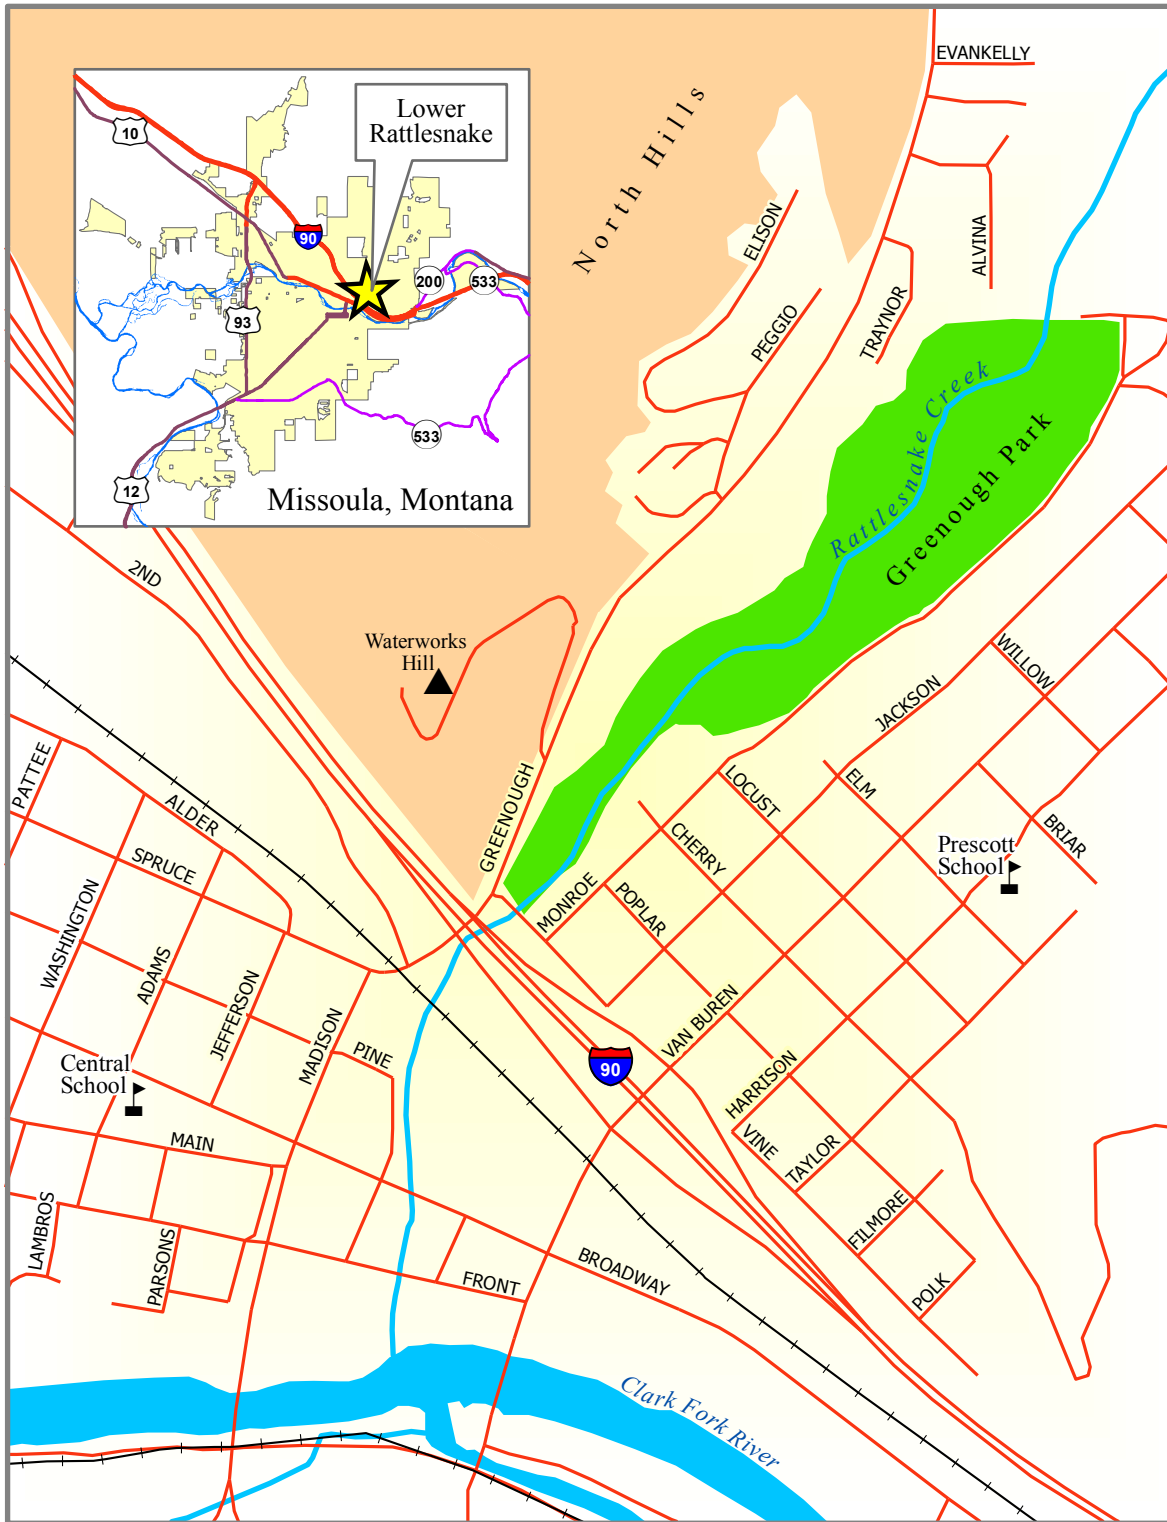 EVANKELLY
North Hills
Lower
Rattlesnake
10
90
200
533
93
533
12
Missoula, Montana
ELISON
ALVINA
PEGGIO
TRAYNOR
Rattlesnake Creek
Greenough Park
2ND
Waterworks
Hill
WILLOW
JACKSON
PATTEE
ALDER
GREENOUGH
LOCUST
ELM
BRIAR
SPRUCE
CHERRY
Prescott
School
WASHINGTON
MONROE
POPLAR
ADAMS
JEFFERSON
MADISON
VAN BUREN
PINE
90
Central
School
HARRISON
MAIN
VINE
TAYLOR
LAMBROS
PARSONS
FILMORE
FRONT
BROADWAY
POLK
Clark Fork River